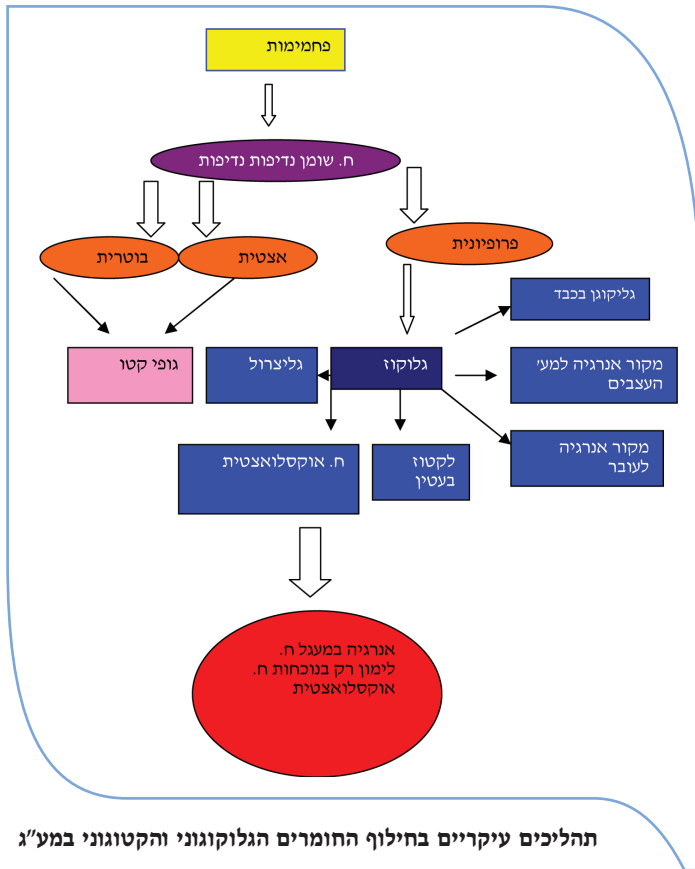 פחמימות
ח. שומן נדיפות נדיפות
פרופיונית
אצטית
בוטרית
גליקוגן בכבד
גופי קטו
גליצרול
גלוקוז
מקור אנרגיה למע׳
העצבים
ח. אוקסלואצטית
לקטוז
בעטין
מקור אנרגיה
לעובר
אנרגיה במעגל ח.
לימון רק בנוכחות ח.
אוקסלואצטית
תהליכים עיקריים בחילוף החומרים הגלוקוגוני והקטוגוני במע״ג